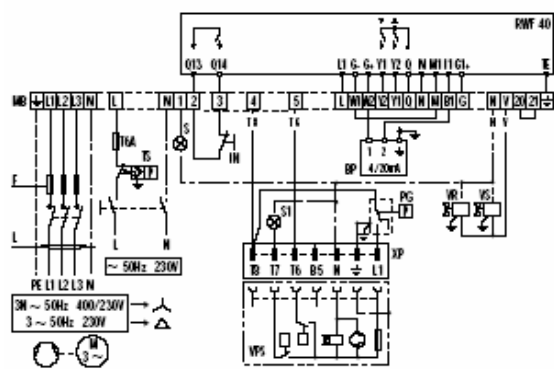 RWF 40
Q13 Q14 L1 G- G+ Y1 Y2 Q N M1 I1 G1+ TE
MB L1 L2 L3 N L N 1 2 3 4 5 L W1 W2 Y2 Y1 Q N M B1 G N V 20 21
T8 T6 N V
T6A S IN
TS P
1 2
BP 4/20mA
F
S1 PG P VR VS
L L N
~ 50Hz 230V
XP
T8 T7 T6 B5 N L1
PE L1 L2 L3 N
3N ~ 50Hz 400/230V
3 ~ 50Hz 230V
VPS
M
3 ~